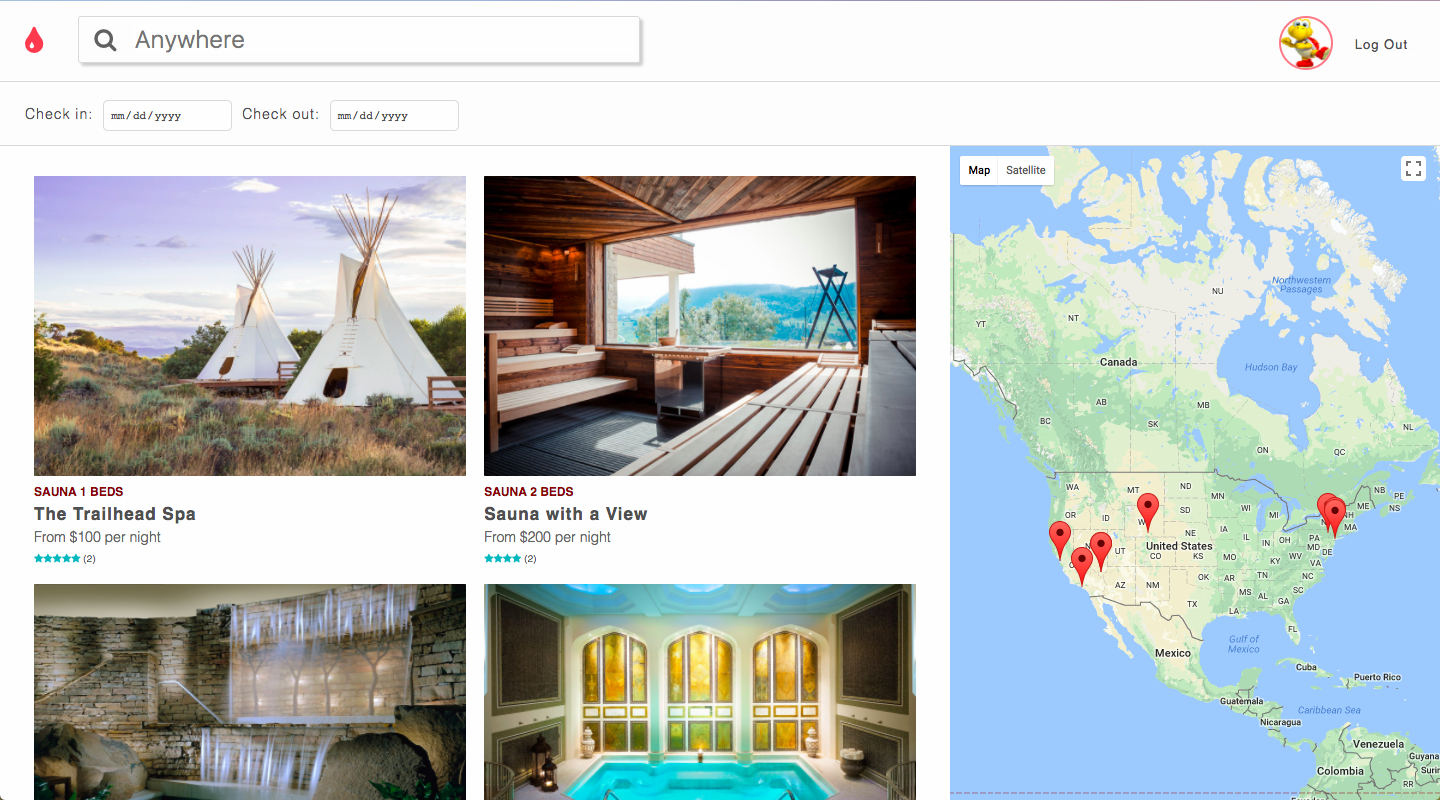 Anywhere
Log Out
Check in: mm/dd/yyyy Check out: mm/dd/yyyy
SAUNA 1 BEDS
The Trailhead Spa
From $100 per night
(2)
SAUNA 2 BEDS
Sauna with a View
From $200 per night
(2)
Map Satellite
Northwestern
Passages
NU
YT
NT
Canada
Hudson Bay
AB
MB
BC
SK
NL
ON
QC
WA
MT
ND
MN
NB
PE
OR
ID
SD
WI
MI
ME
NS
NH
IA
MA
NE
PA
United States
IL
IN
OH
MD
DE
UT
CO
KS
MO
WV
KY
VA
NC
TN
OK
AR
AZ
NM
SC
MS
AL
GA
TX
LA
FL
Gulf of
Mexico
Mexico
Cuba
Puerto Rico
Guatemala
Caribbean Sea
Nicaragua
Venezuela
Guyana
Colombia
RR